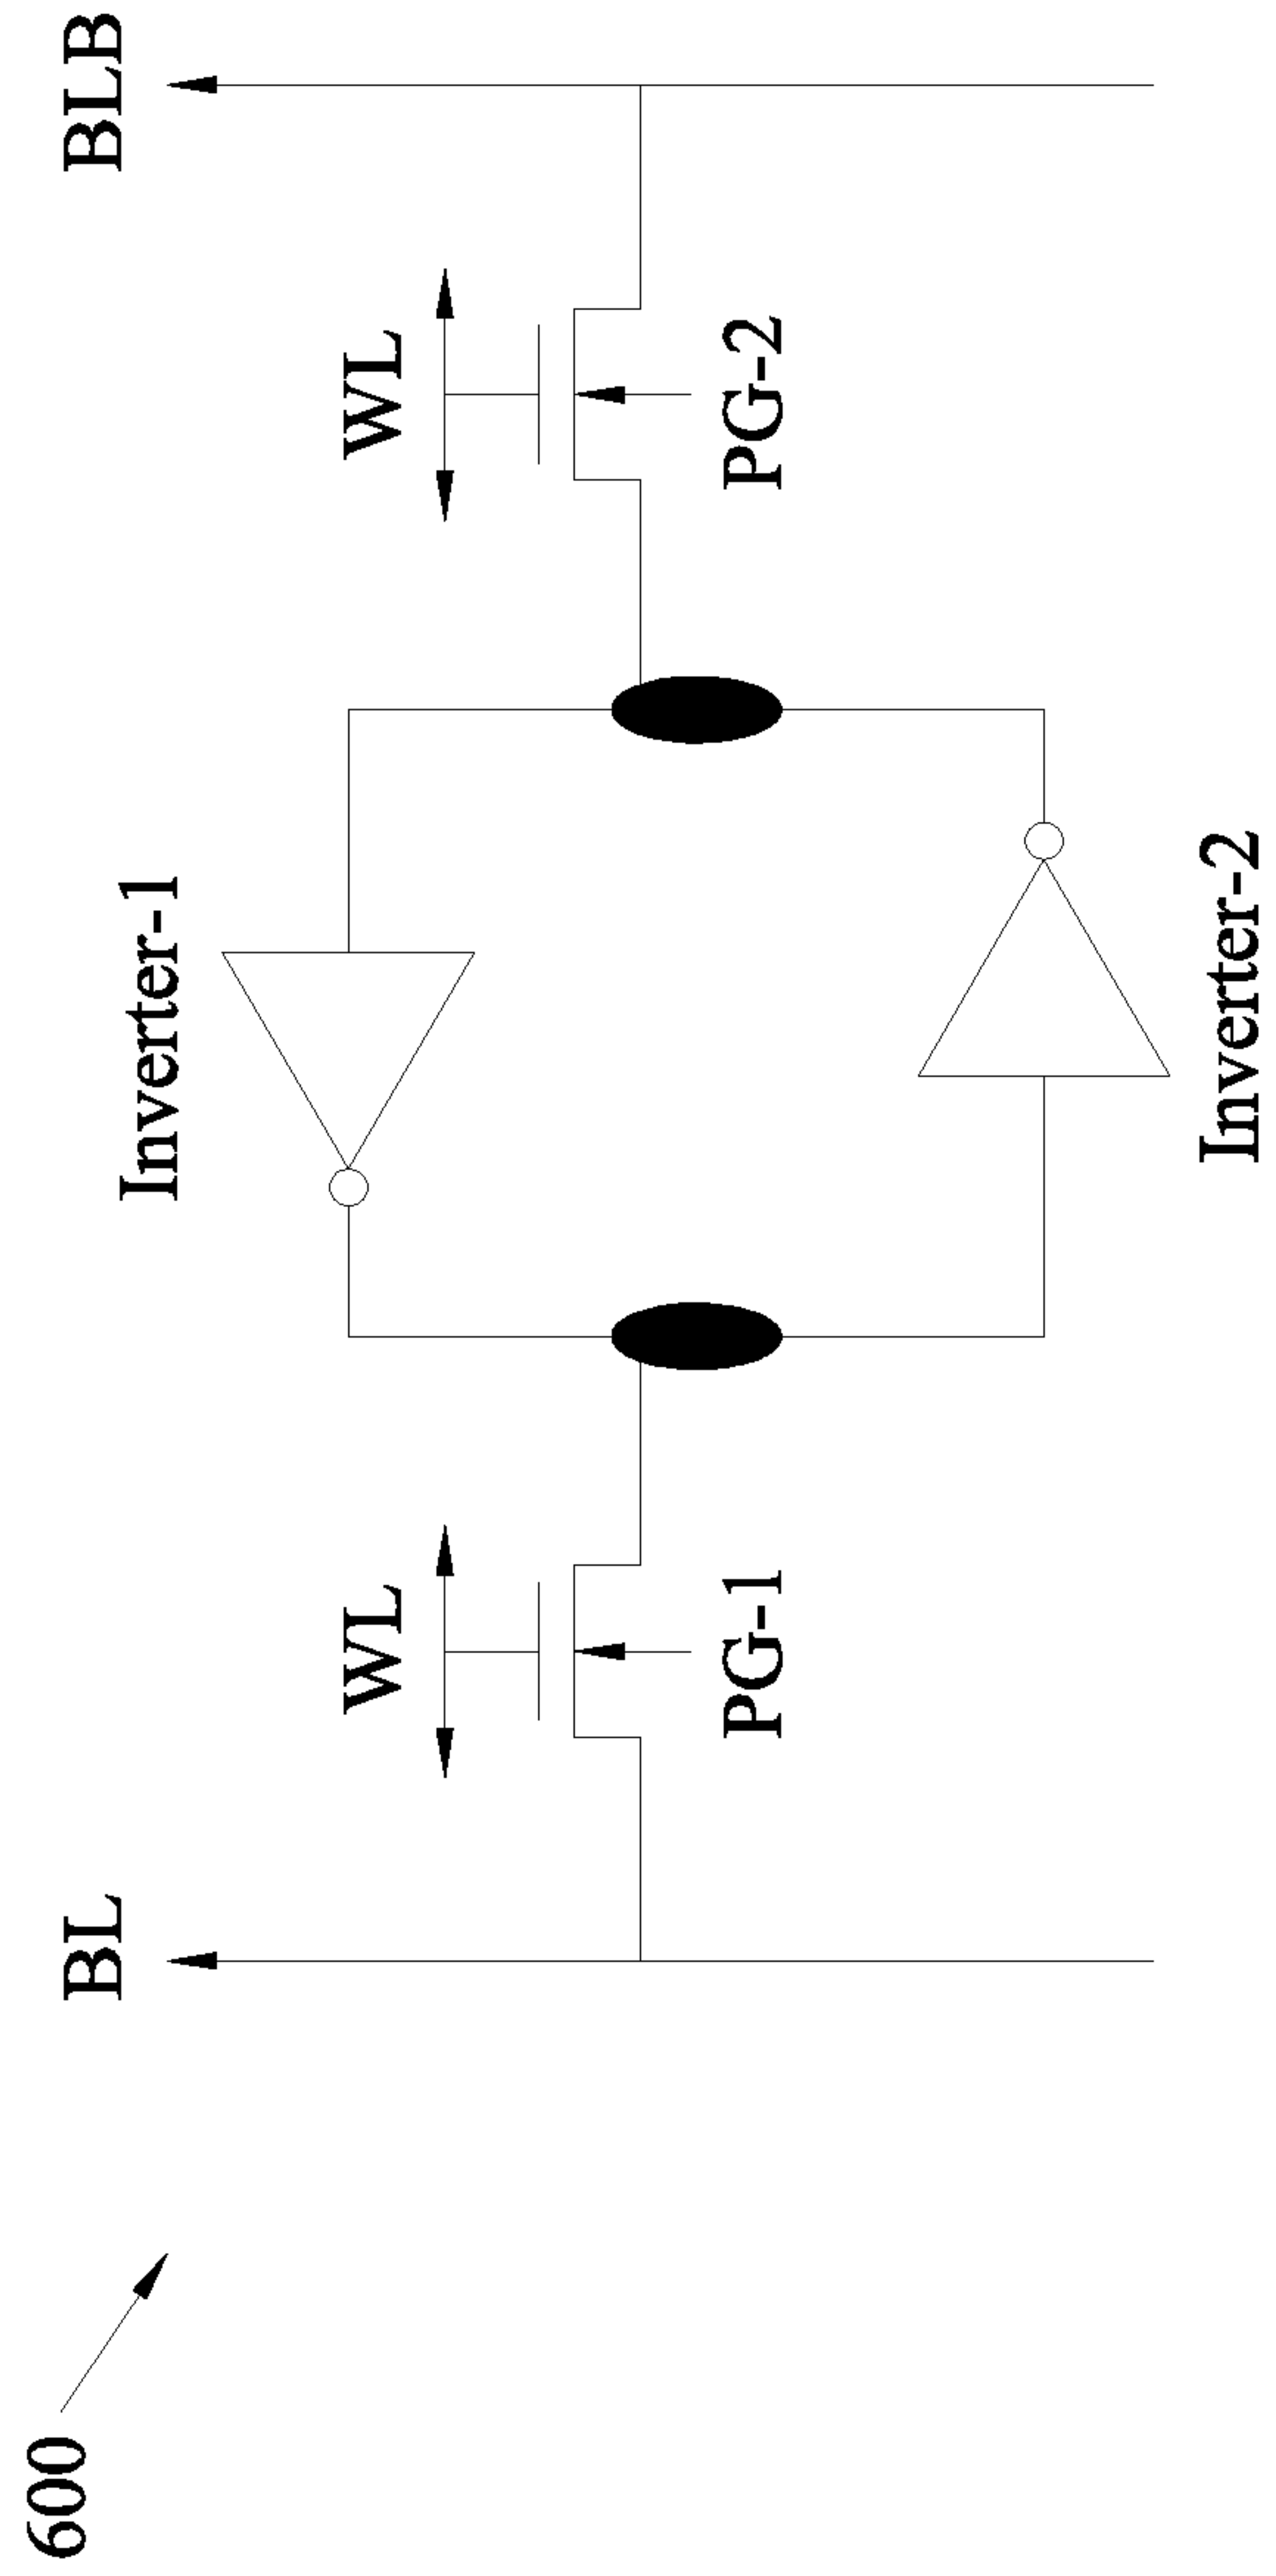 600
BL
BLB
Inverter-1
WL
WL
PG-1
PG-2
Inverter-2